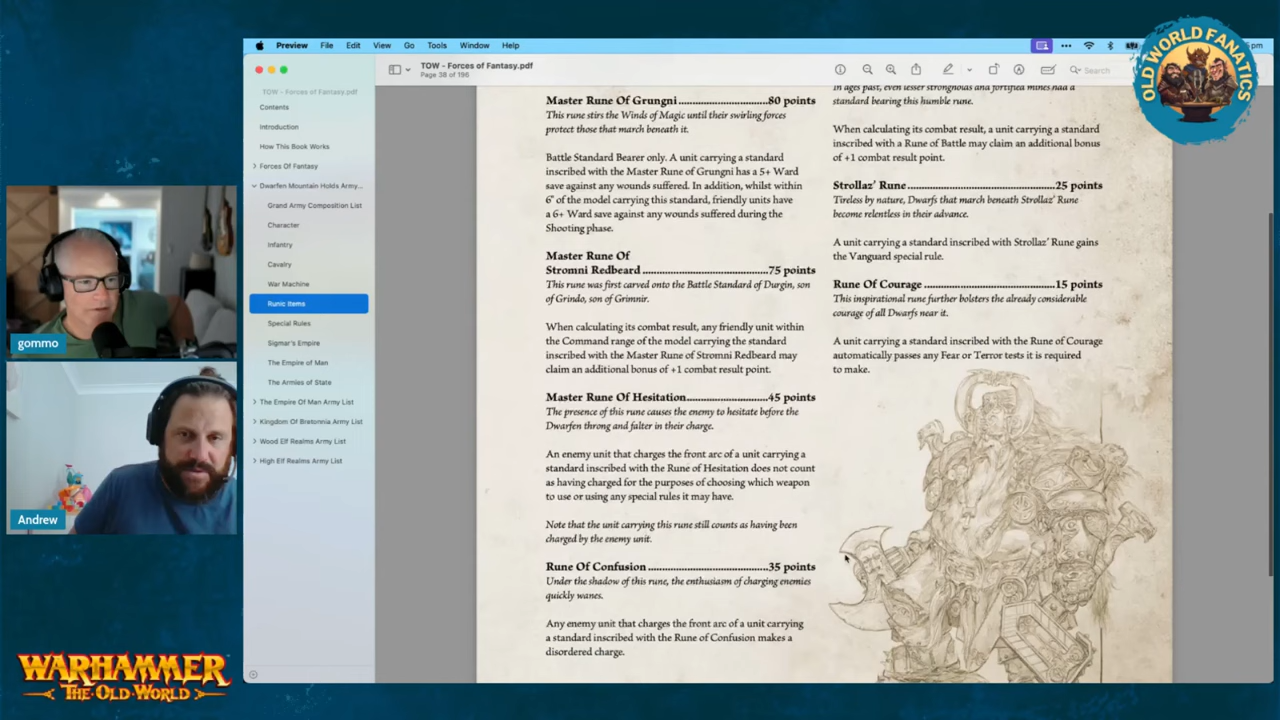 Preview File Edit View Go Tools Window Help
TOW - Forces of Fantasy.pdf
Page 38 of 196
Search
pm
OLD WORLD FANATICS
TOW - Forces of Fantasy.pdf
Contents
Introduction
How This Book Works
Forces Of Fantasy
Dwarfen Mountain Holds Army...
Grand Army Composition List
Character
Infantry
Cavalry
War Machine
Runic Items
Special Rules
Sigmar's Empire
The Empire of Man
The Armies of State
The Empire Of Man Army List
Kingdom Of Bretonnia Army List
Wood Elf Realms Army List
High Elf Realms Army List
gommo
Andrew
WARHAMMER
THE·OLD·WORLD
Master Rune Of Grungni..............................80 points
This rune stirs the Winds of Magic until their swirling forces
protect those that march beneath it.
Battle Standard Bearer only. A unit carrying a standard
inscribed with the Master Rune of Grungni has a 5+ Ward
save against any wounds suffered. In addition, whilst within
6" of the model carrying this standard, friendly units have
a 6+ Ward save against any wounds suffered during the
Shooting phase.
Master Rune Of
Stromni Redbeard ..........................................75 points
This rune was first carved onto the Battle Standard of Durgin, son
of Grindo, son of Grimnir.
When calculating its combat result, any friendly unit within
the Command range of the model carrying the standard
inscribed with the Master Rune of Stromni Redbeard may
claim an additional bonus of +1 combat result point.
Master Rune Of Hesitation...........................45 points
The presence of this rune causes the enemy to hesitate before the
Dwarfen throng and falter in their charge.
An enemy unit that charges the front arc of a unit carrying a
standard inscribed with the Rune of Hesitation does not count
as having charged for the purposes of choosing which weapon
to use or using any special rules it may have.
Note that the unit carrying this rune still counts as having been
charged by the enemy unit.
Rune Of Confusion ........................................35 points
Under the shadow of this rune, the enthusiasm of charging enemies
quickly wanes.
Any enemy unit that charges the front arc of a unit carrying
a standard inscribed with the Rune of Confusion makes a
disordered charge.
In ages past, even lesser strongholds and fortified mines had a
standard bearing this humble rune.
When calculating its combat result, a unit carrying a standard
inscribed with a Rune of Battle may claim an additional bonus
of +1 combat result point.
Strollaz' Rune..................................................25 points
Tireless by nature, Dwarfs that march beneath Strollaz' Rune
become relentless in their advance.
A unit carrying a standard inscribed with Strollaz' Rune gains
the Vanguard special rule.
Rune Of Courage ............................................15 points
This inspirational rune further bolsters the already considerable
courage of all Dwarfs near it.
A unit carrying a standard inscribed with the Rune of Courage
automatically passes any Fear or Terror tests it is required
to make.